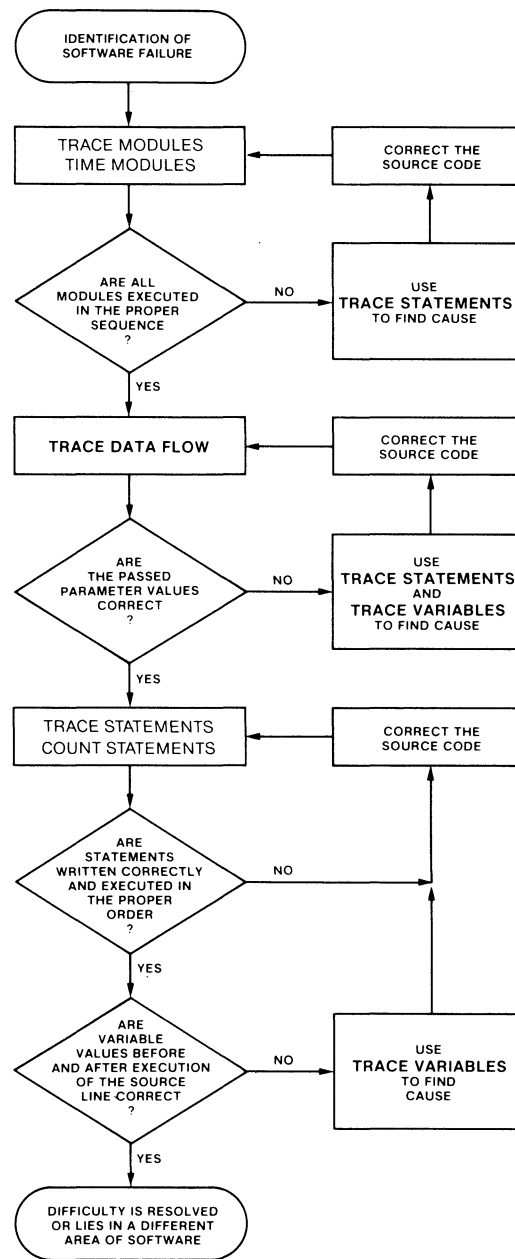 IDENTIFICATION OF
SOFTWARE FAILURE
TRACE MODULES
TIME MODULES
CORRECT THE
SOURCE CODE
ARE ALL
MODULES EXECUTED
IN THE PROPER
SEQUENCE
?
NO
USE
TRACE STATEMENTS
TO FIND CAUSE
YES
TRACE DATA FLOW
CORRECT THE
SOURCE CODE
ARE
THE PASSED
PARAMETER VALUES
CORRECT
?
NO
USE
TRACE STATEMENTS
AND
TRACE VARIABLES
TO FIND CAUSE
YES
TRACE STATEMENTS
COUNT STATEMENTS
CORRECT THE
SOURCE CODE
ARE
STATEMENTS
WRITTEN CORRECTLY
AND EXECUTED IN
THE PROPER
ORDER
?
NO
YES
ARE
VARIABLE
VALUES BEFORE
AND AFTER EXECUTION
OF THE SOURCE
LINE CORRECT
?
NO
USE
TRACE VARIABLES
TO FIND
CAUSE
YES
DIFFICULTY IS RESOLVED
OR LIES IN A DIFFERENT
AREA OF SOFTWARE